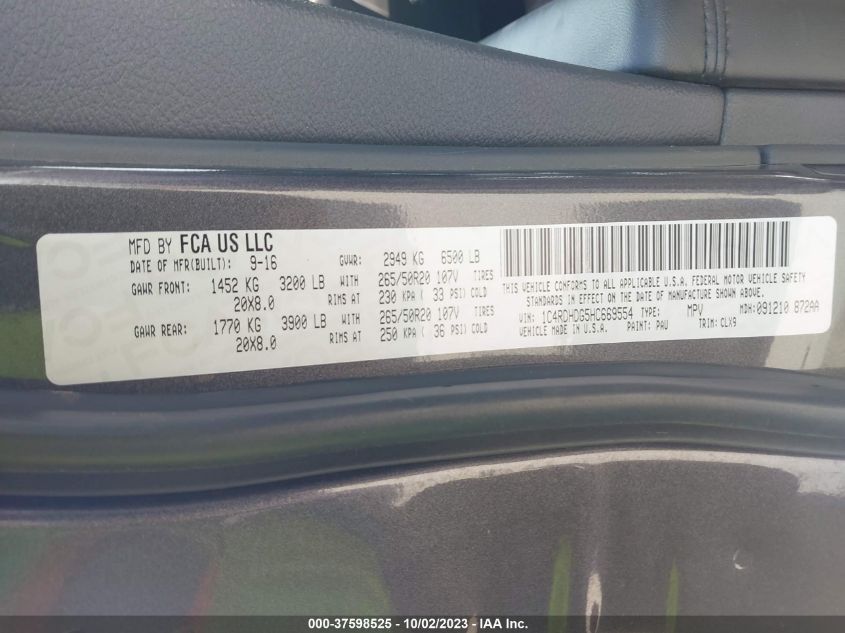 MFD BY FCA US LLC
DATE OF MFR(BUILT): 9-16 GVWR: 2949 KG 6500 LB
GAWR FRONT: 1452 KG 3200 LB WITH 265/50R20 107V TIRES
20X8.0 RIMS AT 230 KPA ( 33 PSI) COLD
GAWR REAR: 1770 KG 3900 LB WITH 265/50R20 107V TIRES
20X8.0 RIMS AT 250 KPA ( 36 PSI) COLD
THIS VEHICLE CONFORMS TO ALL APPLICABLE U.S.A. FEDERAL MOTOR VEHICLE SAFETY
STANDARDS IN EFFECT ON THE DATE OF MANUFACTURE SHOWN ABOVE.
VIN: 1C4RDHDG5HC669554 TYPE: MPV MDH: 091210 872AA
PAINT: PAU TRIM: CLX9
000-37598525 - 10/02/2023 - IAA Inc.